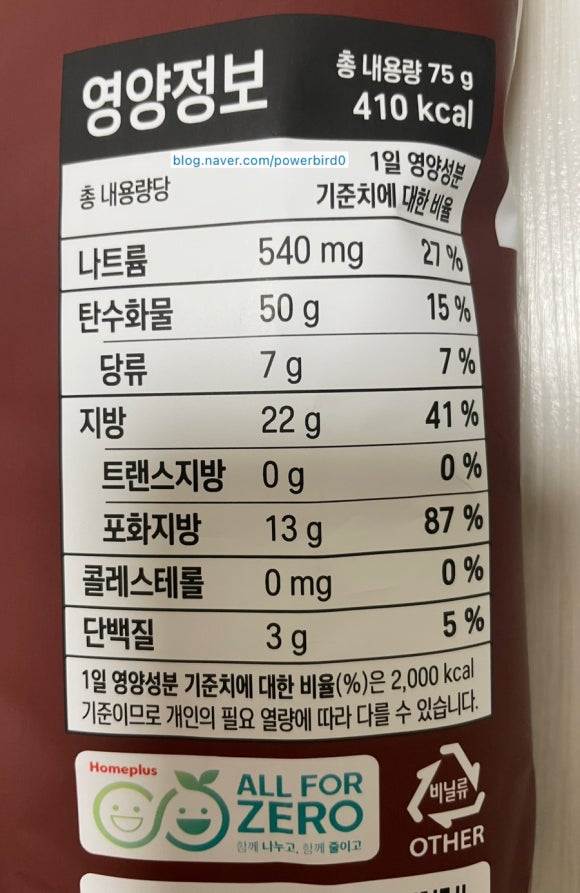 영양정보
총 내용량 75 g
410 kcal
blog.naver.com/powerbird0
총 내용량당
1일 영양성분
기준치에 대한 비율
나트륨 540 mg 27 %
탄수화물 50 g 15 %
당류 7 g 7 %
지방 22 g 41 %
트랜스지방 0 g 0 %
포화지방 13 g 87 %
콜레스테롤 0 mg 0 %
단백질 3 g 5 %
1일 영양성분 기준치에 대한 비율(%)은 2,000 kcal
기준이므로 개인의 필요 열량에 따라 다를 수 있습니다.
Homeplus
ALL FOR
ZERO
함께 나누고, 함께 줄이고
비닐류
OTHER